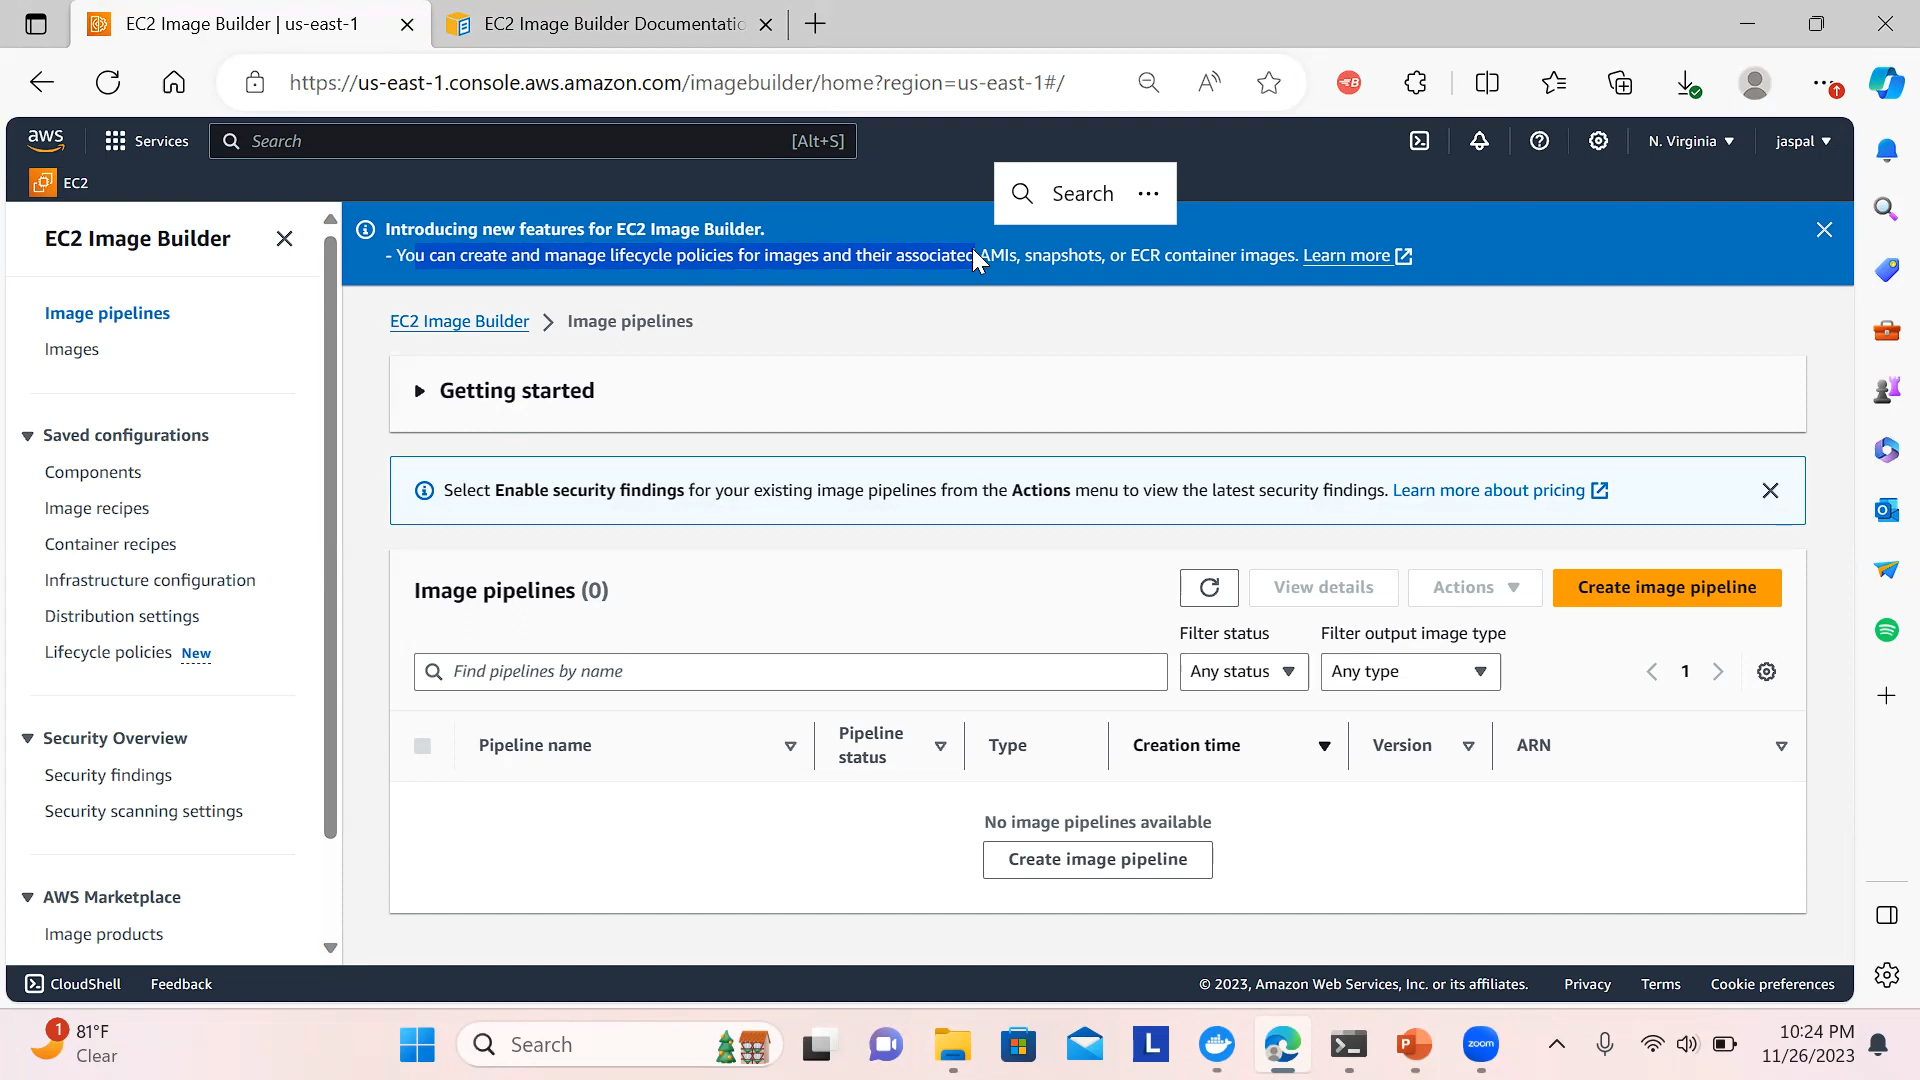 EC2 Image Builder | us-east-1
EC2 Image Builder Documentatio
https://us-east-1.console.aws.amazon.com/imagebuilder/home?region=us-east-1#/
aws
Services
Search
[Alt+S]
N. Virginia
jaspal
EC2
Search
EC2 Image Builder
Image pipelines
Images
Saved configurations
Components
Image recipes
Container recipes
Infrastructure configuration
Distribution settings
Lifecycle policies New
Security Overview
Security findings
Security scanning settings
AWS Marketplace
Image products
Introducing new features for EC2 Image Builder.
- You can create and manage lifecycle policies for images and their associated AMIs, snapshots, or ECR container images. Learn more
EC2 Image Builder > Image pipelines
Getting started
Select Enable security findings for your existing image pipelines from the Actions menu to view the latest security findings. Learn more about pricing
Image pipelines (0)
View details
Actions
Create image pipeline
Filter status
Filter output image type
Find pipelines by name
Any status
Any type
1
Pipeline name
Pipeline status
Type
Creation time
Version
ARN
No image pipelines available
Create image pipeline
CloudShell
Feedback
© 2023, Amazon Web Services, Inc. or its affiliates.
Privacy
Terms
Cookie preferences
1
81°F
Clear
Search
L
zoom
10:24 PM
11/26/2023